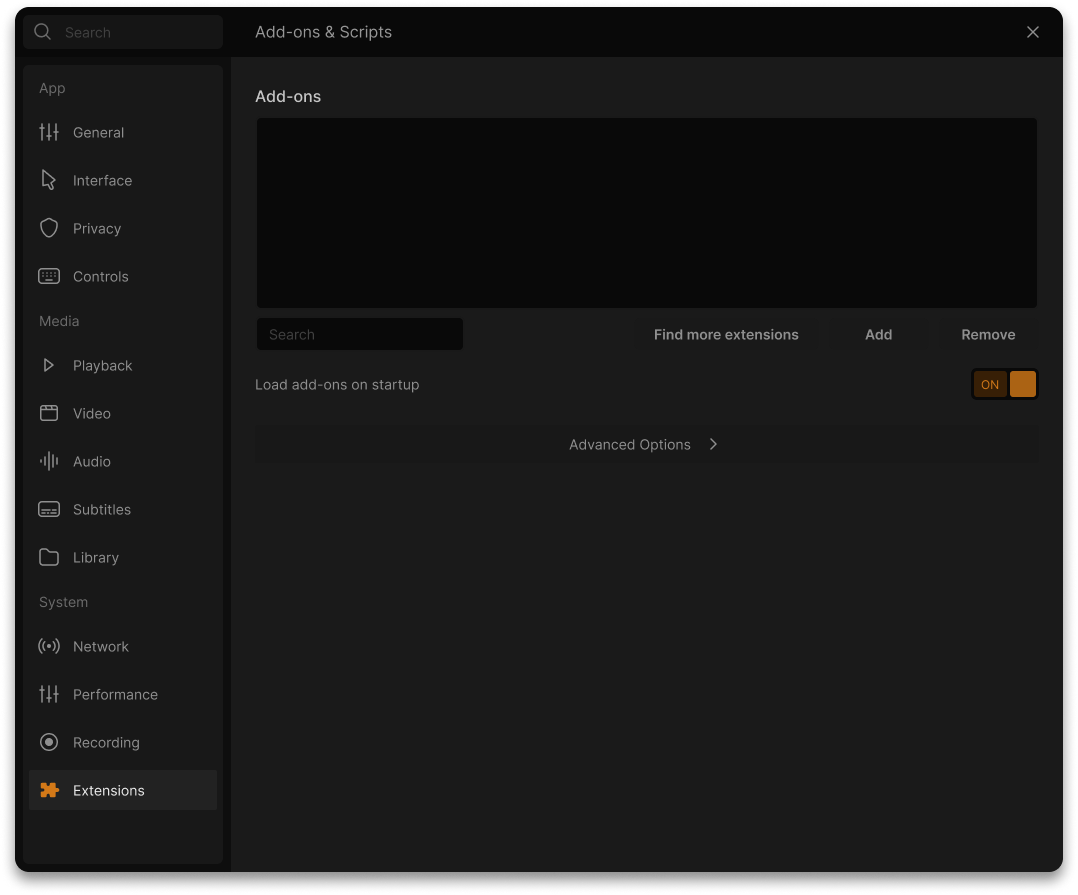 Search
Add-ons & Scripts
App
General
Interface
Privacy
Controls
Media
Playback
Video
Audio
Subtitles
Library
System
Network
Performance
Recording
Extensions
Add-ons
Search
Find more extensions
Add
Remove
Load add-ons on startup
ON
Advanced Options